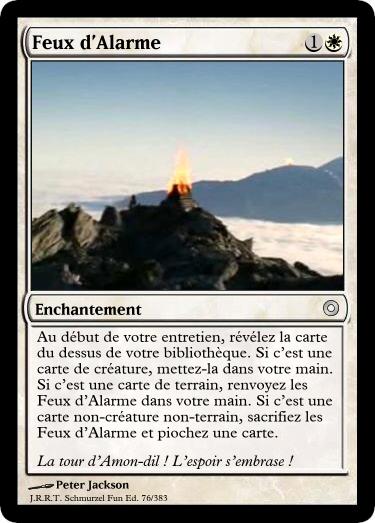 Feux d'Alarme
1
Enchantement
Au début de votre entretien, révélez la carte
du dessus de votre bibliothèque. Si c'est une
carte de créature, mettez-la dans votre main.
Si c'est une carte de terrain, renvoyez les
Feux d'Alarme dans votre main. Si c'est une
carte non-créature non-terrain, sacrifiez les
Feux d'Alarme et piochez une carte.
La tour d'Amon-dil ! L'espoir s'embrase !
Peter Jackson
J.R.R.T. Schmurzel Fun Ed. 76/383